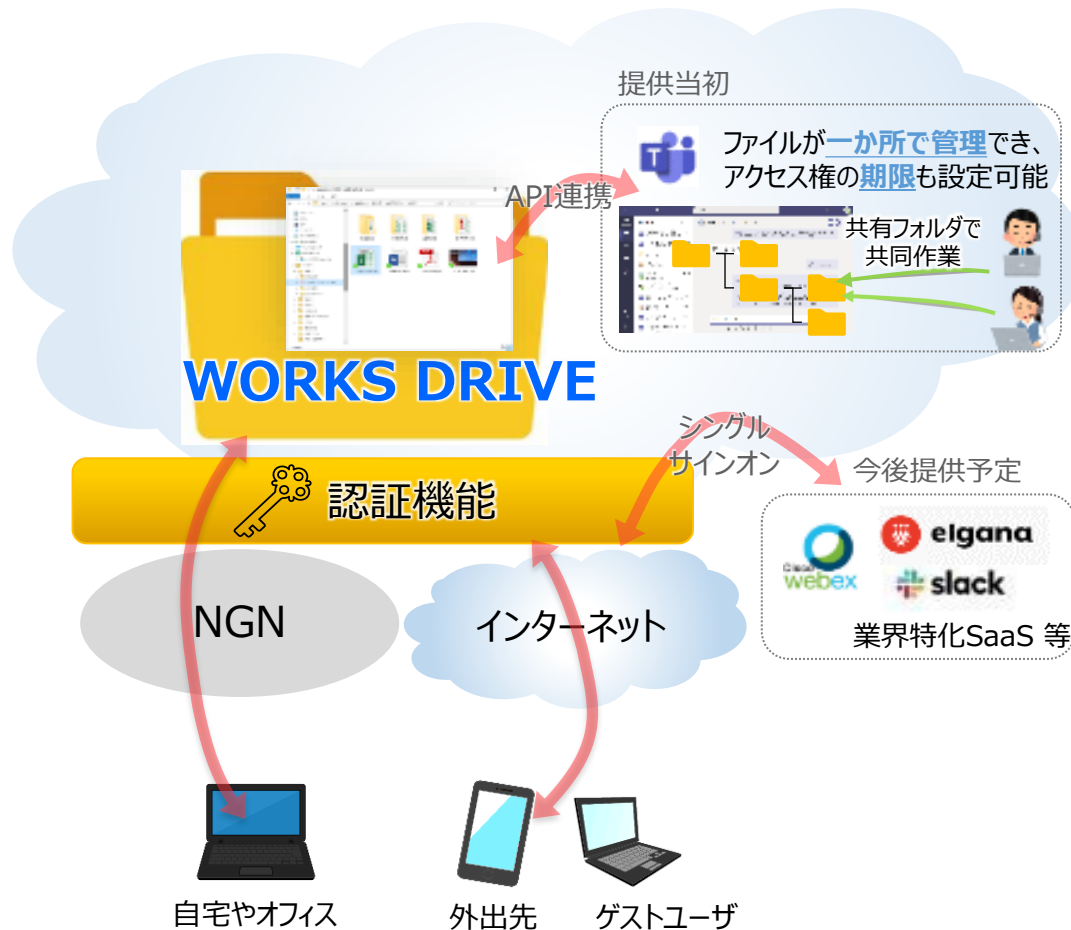 提供当初
ファイルが一か所で管理でき、
アクセス権の期限も設定可能
API連携
共有フォルダで
共同作業
WORKS DRIVE
シングル
サインオン
今後提供予定
認証機能
elgana
Cisco
webex
slack
業界特化SaaS 等
NGN
インターネット
自宅やオフィス
外出先
ゲストユーザ